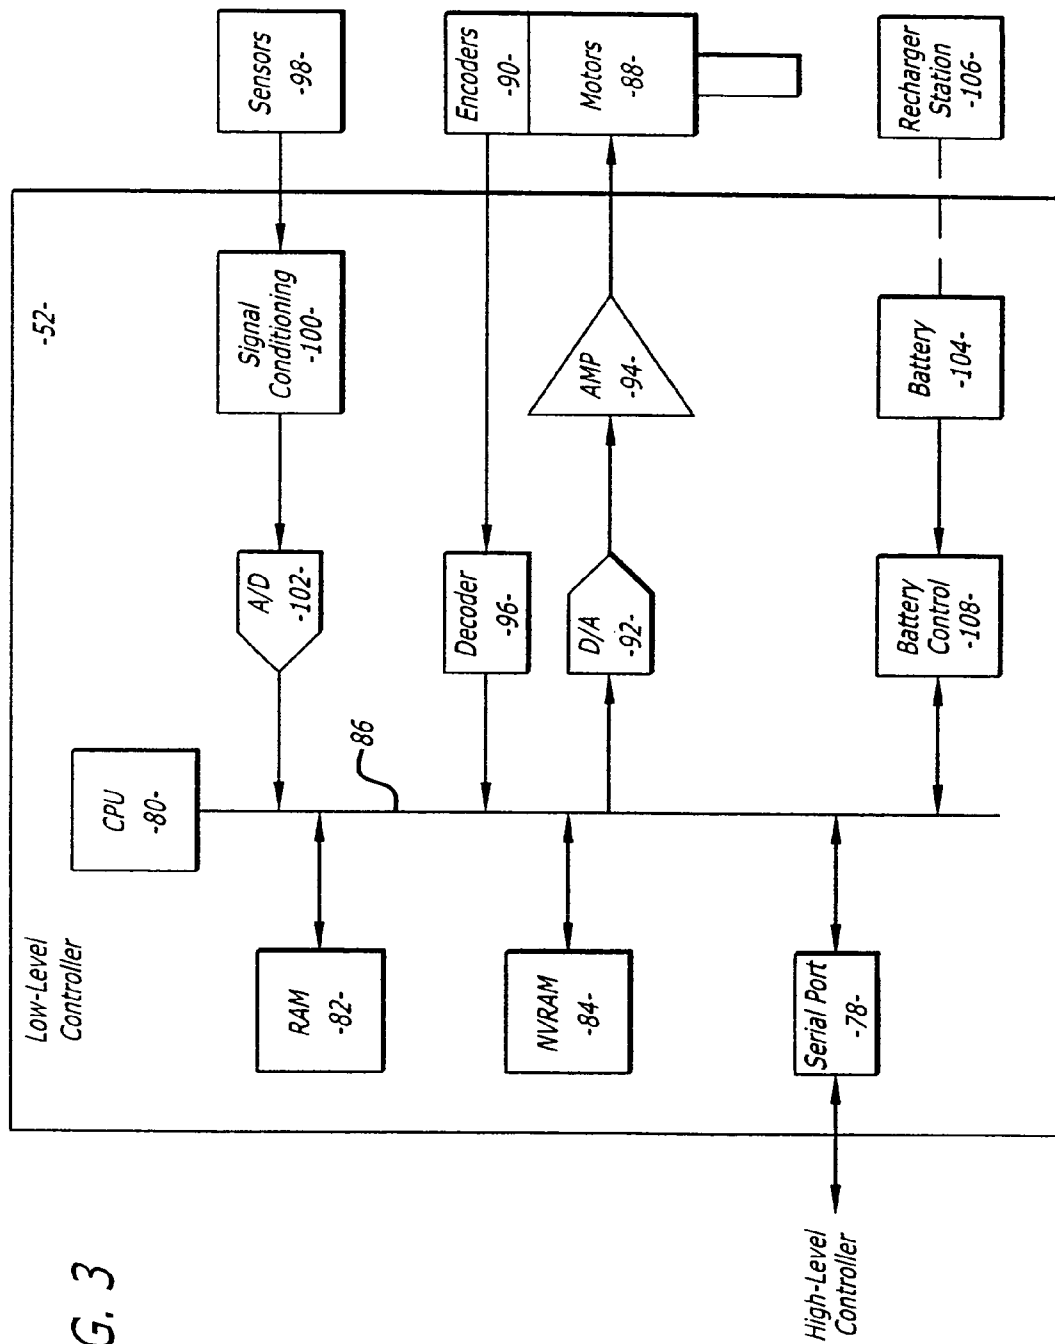 G. 3
Low-Level
Controller
-52-
CPU
-80-
RAM
-82-
A/D
-102-
Signal
Conditioning
-100-
Sensors
-98-
86
NVRAM
-84-
Decoder
-96-
Encoders
-90-
D/A
-92-
AMP
-94-
Motors
-88-
High-Level
Controller
Serial Port
-78-
Battery
Control
-108-
Battery
-104-
Recharger
Station
-106-